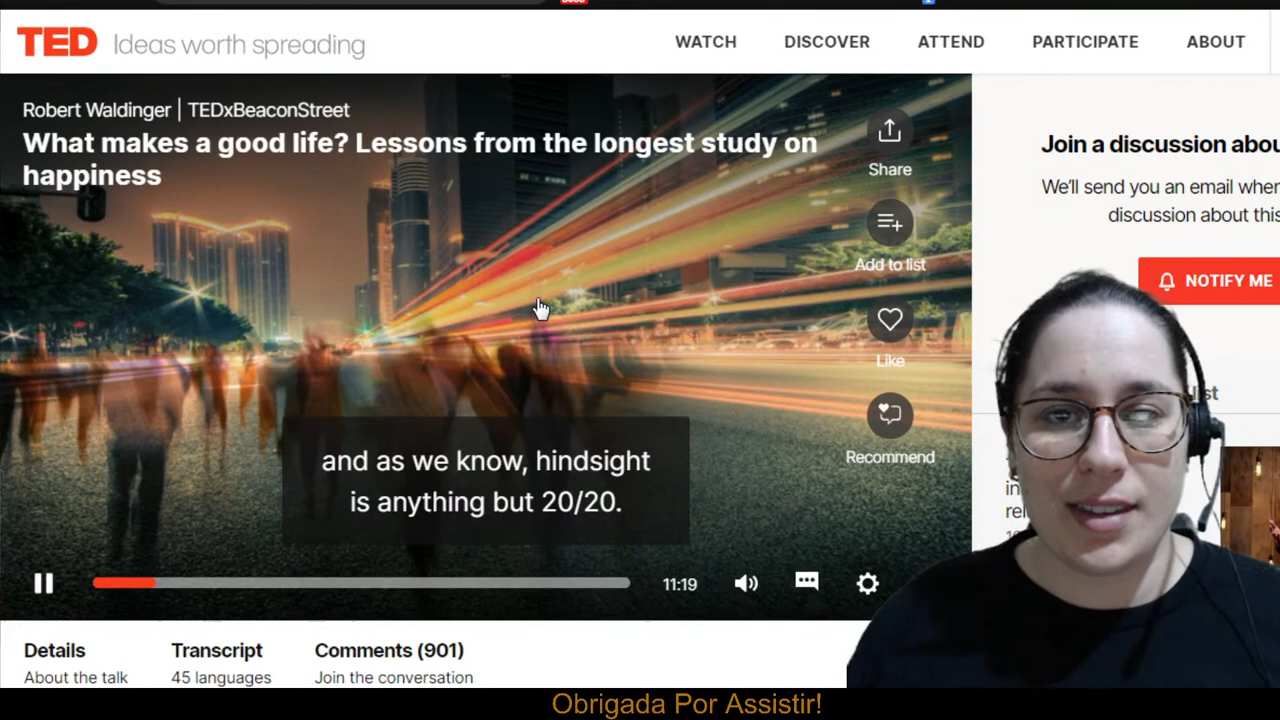 TED Ideas worth spreading
WATCH DISCOVER ATTEND PARTICIPATE ABOUT
Robert Waldinger | TEDxBeaconStreet
What makes a good life? Lessons from the longest study on
happiness
Share
Add to list
Like
Recommend
and as we know, hindsight
is anything but 20/20.
11:19
Join a discussion
We'll send you an email
discussion about
NOTIFY ME
Details
About the talk
Transcript
45 languages
Comments (901)
Join the conversation
Obrigada Por Assistir!